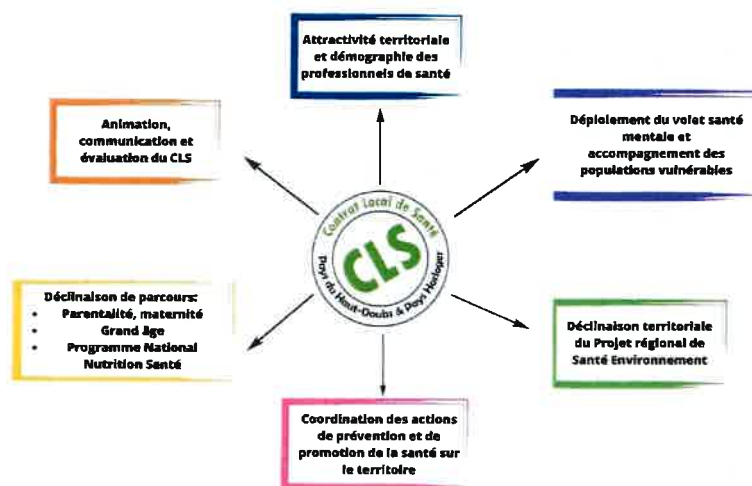 Attractivité territoriale
et démographie des
professionnels de santé
Animation,
communication et
évaluation du CLS
Déploiement du volet santé
mentale et
accompagnement des
populations vulnérables
Contrat Local de Santé
CLS
Pays du Haut-Doubs & Pays Horloger
Déclinaison de parcours:
• Parentalité, maternité
• Grand âge
• Programme National
Nutrition Santé
Déclinaison territoriale
du Projet régional de
Santé Environnement
Coordination des actions
de prévention et de
promotion de la santé sur
le territoire